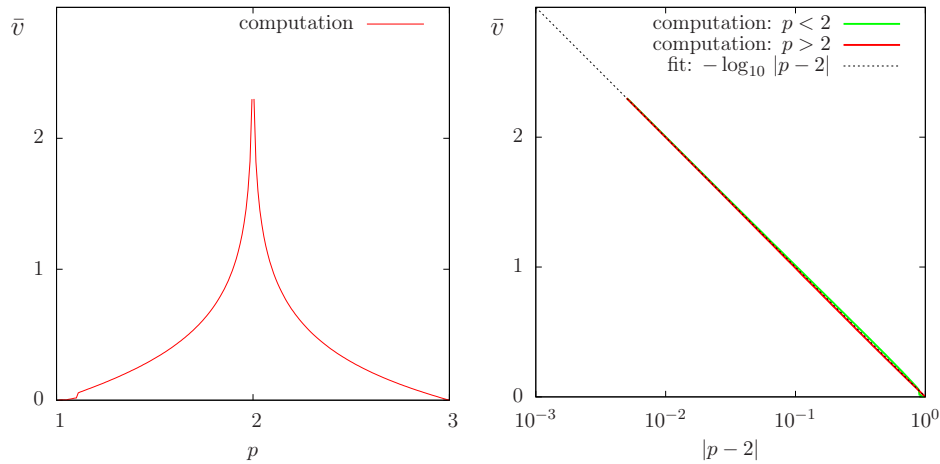 v̄
computation
2
1
0
1
2
3
p
v̄
computation: p < 2
computation: p > 2
fit: − log₁₀ |p − 2|
2
1
0
10⁻³
10⁻²
10⁻¹
10⁰
|p − 2|